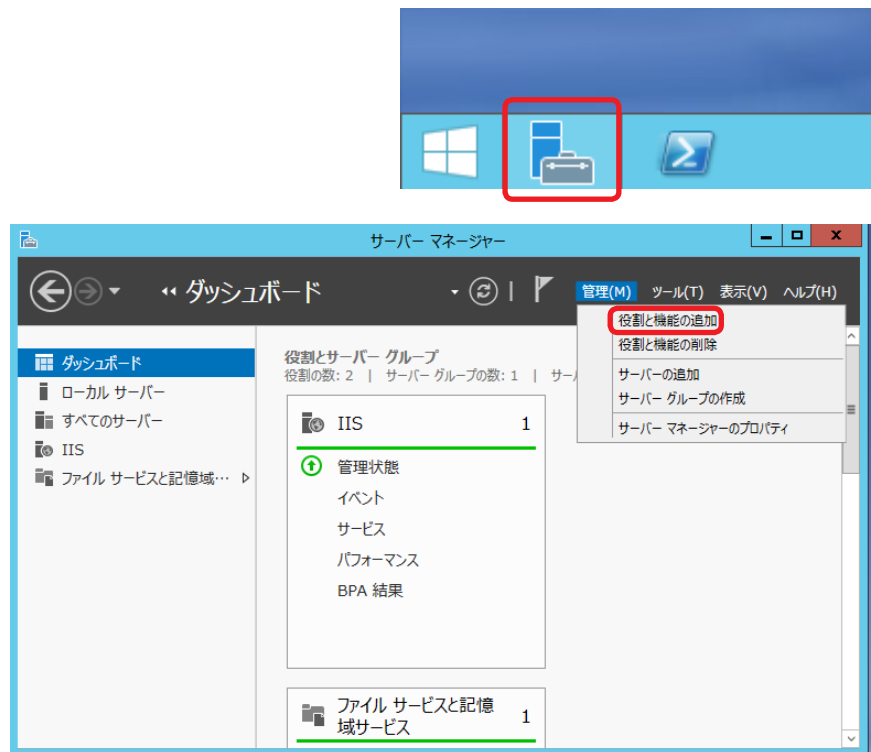 サーバー マネージャー
ダッシュボード
管理(M) ツール(T) 表示(V) ヘルプ(H)
役割と機能の追加
役割と機能の削除
サーバーの追加
サーバー グループの作成
サーバー マネージャーのプロパティ
ダッシュボード
ローカル サーバー
すべてのサーバー
IIS
ファイル サービスと記憶域…
役割とサーバー グループ
役割の数: 2 | サーバー グループの数: 1 | サー
IIS 1
管理状態
イベント
サービス
パフォーマンス
BPA 結果
ファイル サービスと記憶
域サービス 1